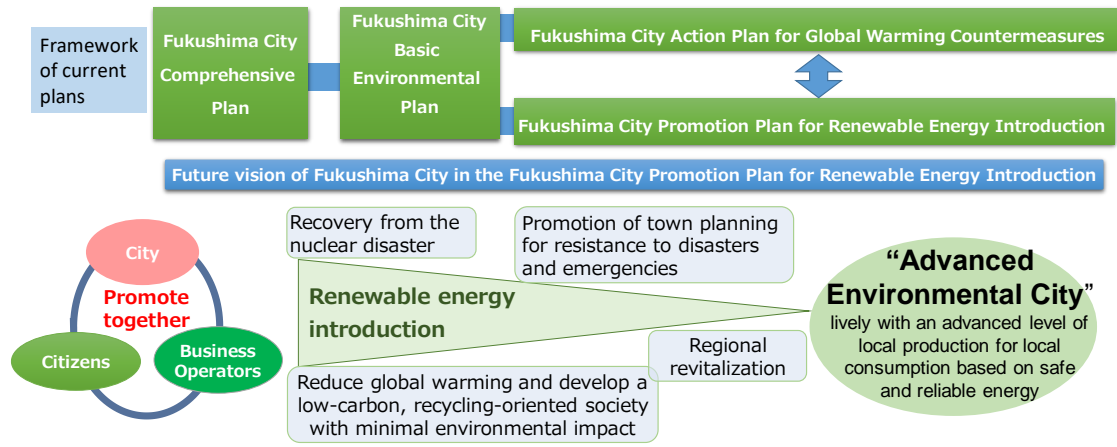 Framework
of current
plans
Fukushima City
Comprehensive
Plan
Fukushima City
Basic
Environmental
Plan
Fukushima City Action Plan for Global Warming Countermeasures
Fukushima City Promotion Plan for Renewable Energy Introduction
Future vision of Fukushima City in the Fukushima City Promotion Plan for Renewable Energy Introduction
City
Promote
together
Citizens
Business
Operators
Recovery from the
nuclear disaster
Promotion of town planning
for resistance to disasters
and emergencies
Renewable energy
introduction
Regional
revitalization
Reduce global warming and develop a
low-carbon, recycling-oriented society
with minimal environmental impact
“Advanced
Environmental City”
lively with an advanced level of
local production for local
consumption based on safe
and reliable energy